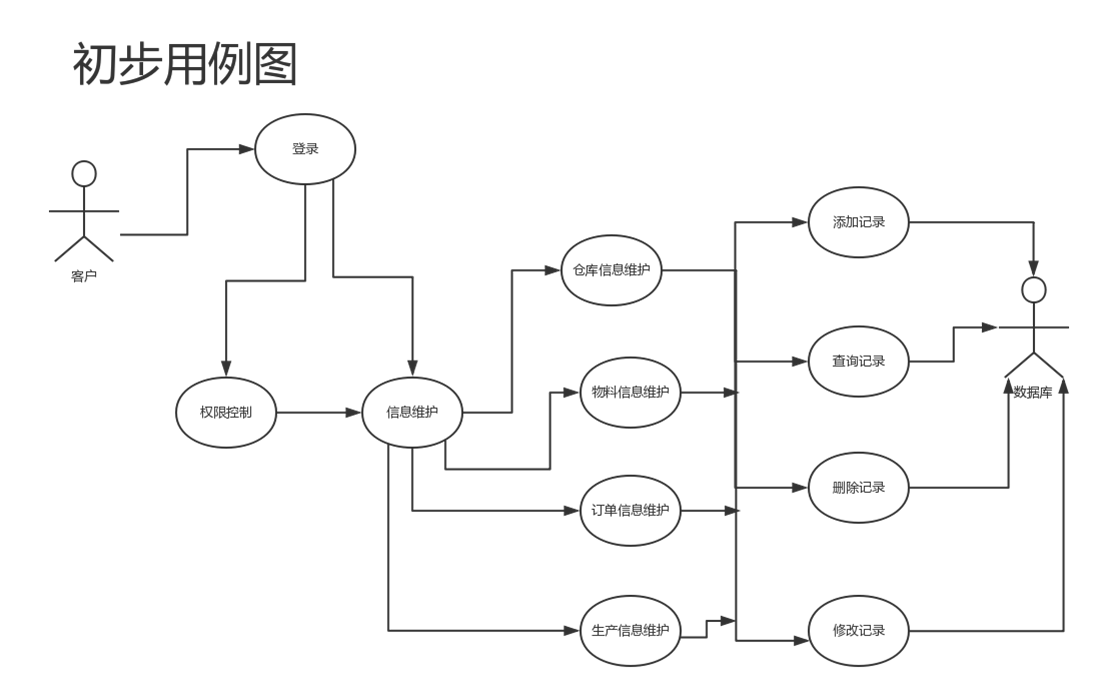 初步用例图
登录
客户
权限控制
信息维护
仓库信息维护
物料信息维护
订单信息维护
生产信息维护
添加记录
查询记录
删除记录
修改记录
数据库